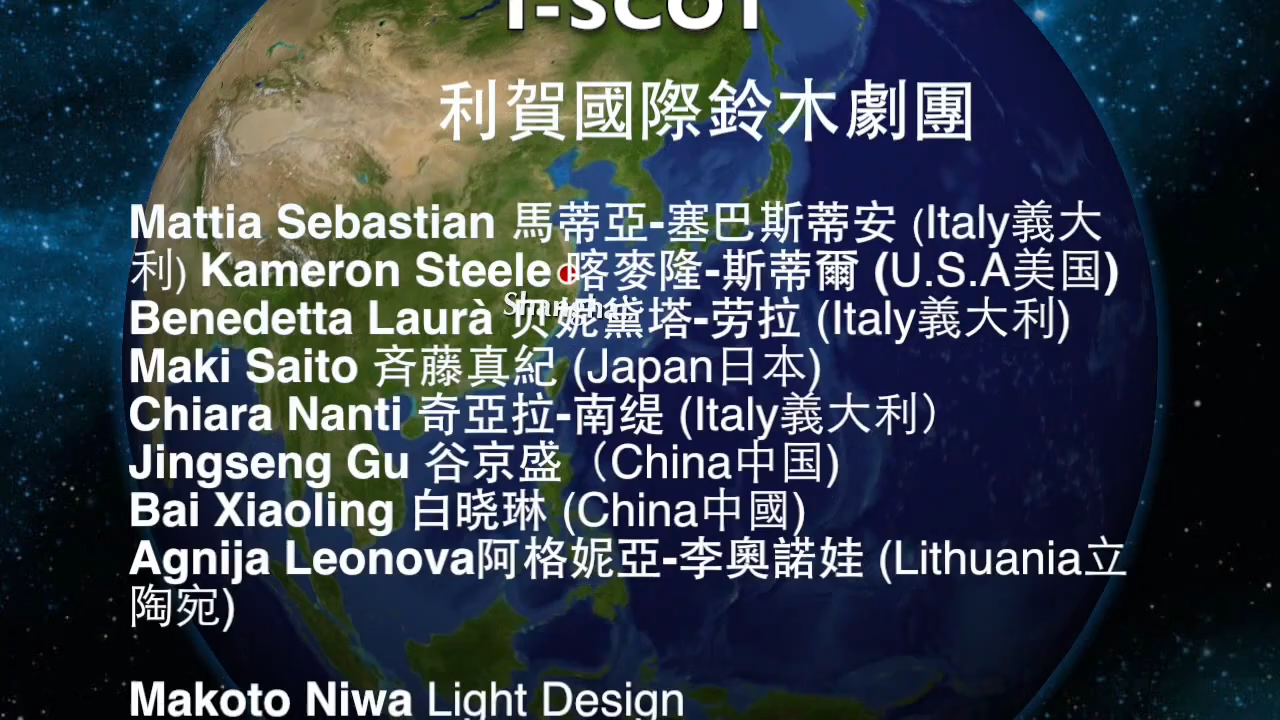 I-SCOT
利賀國際鈴木劇團
Mattia Sebastian 馬蒂亞-塞巴斯蒂安 (Italy義大
利) Kameron Steele 喀麥隆-斯蒂爾 (U.S.A美国)
Shanghai
Benedetta Laurà 贝妮黛塔-劳拉 (Italy義大利)
Maki Saito 斉藤真紀 (Japan日本)
Chiara Nanti 奇亞拉-南缇 (Italy義大利）
Jingseng Gu 谷京盛（China中国)
Bai Xiaoling 白晓琳 (China中國)
Agnija Leonova阿格妮亞-李奧諾娃 (Lithuania立
陶宛)
Makoto Niwa Light Design